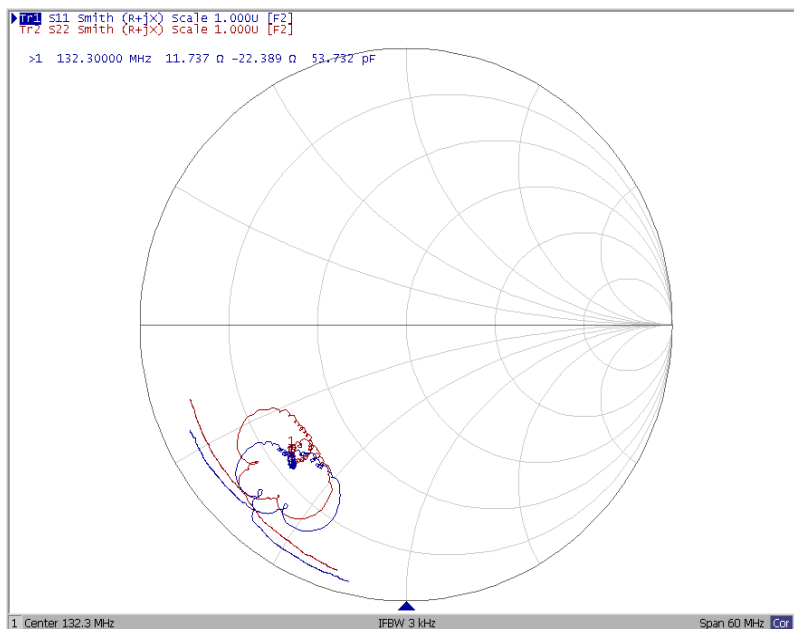 Tr1 S11 Smith (R+jX) Scale 1.000U [F2]
Tr2 S22 Smith (R+jX) Scale 1.000U [F2]
>1 132.30000 MHz 11.737 Ω -22.389 Ω 53.732 pF
1
1 Center 132.3 MHz IFBW 3 kHz Span 60 MHz Cor